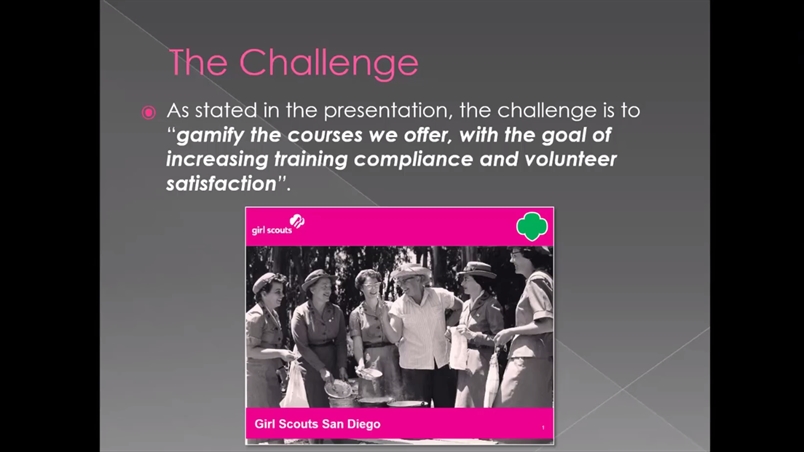 The Challenge
As stated in the presentation, the challenge is to
“gamify the courses we offer, with the goal of
increasing training compliance and volunteer
satisfaction”.
girl scouts
Girl Scouts San Diego
1